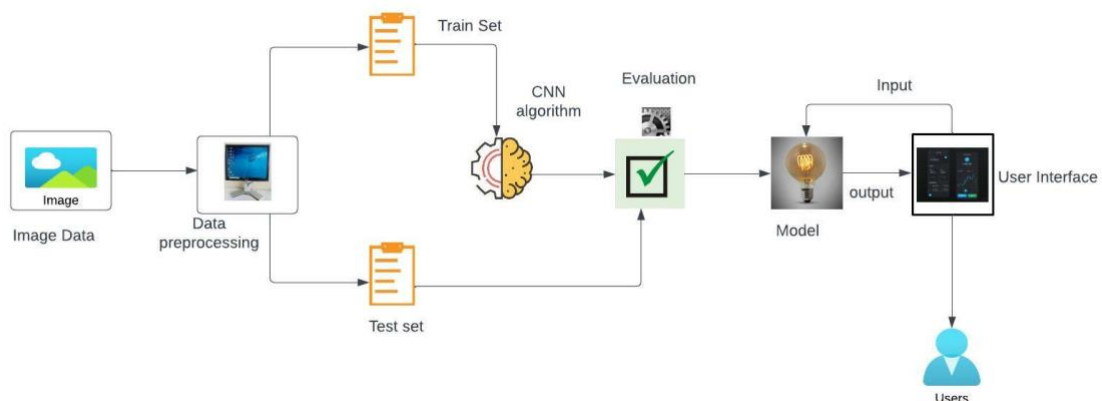 Train Set
Evaluation
CNN
algorithm
Input
Image
Image Data
Data
preprocessing
output
User Interface
Model
Test set
Users